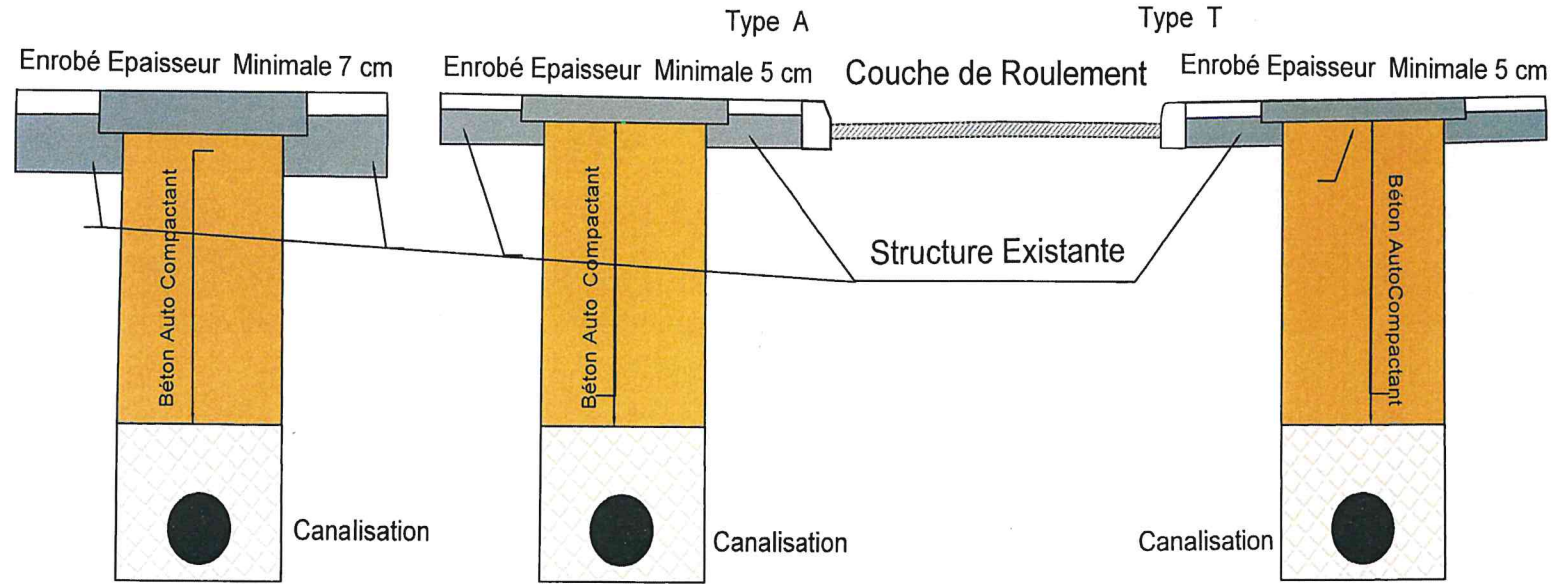 Type A
Type T
Enrobé Epaisseur Minimale 7 cm
Enrobé Epaisseur Minimale 5 cm
Couche de Roulement
Enrobé Epaisseur Minimale 5 cm
Béton Auto Compactant
Béton Auto Compactant
Structure Existante
Béton AutoCompactant
Canalisation
Canalisation
Canalisation